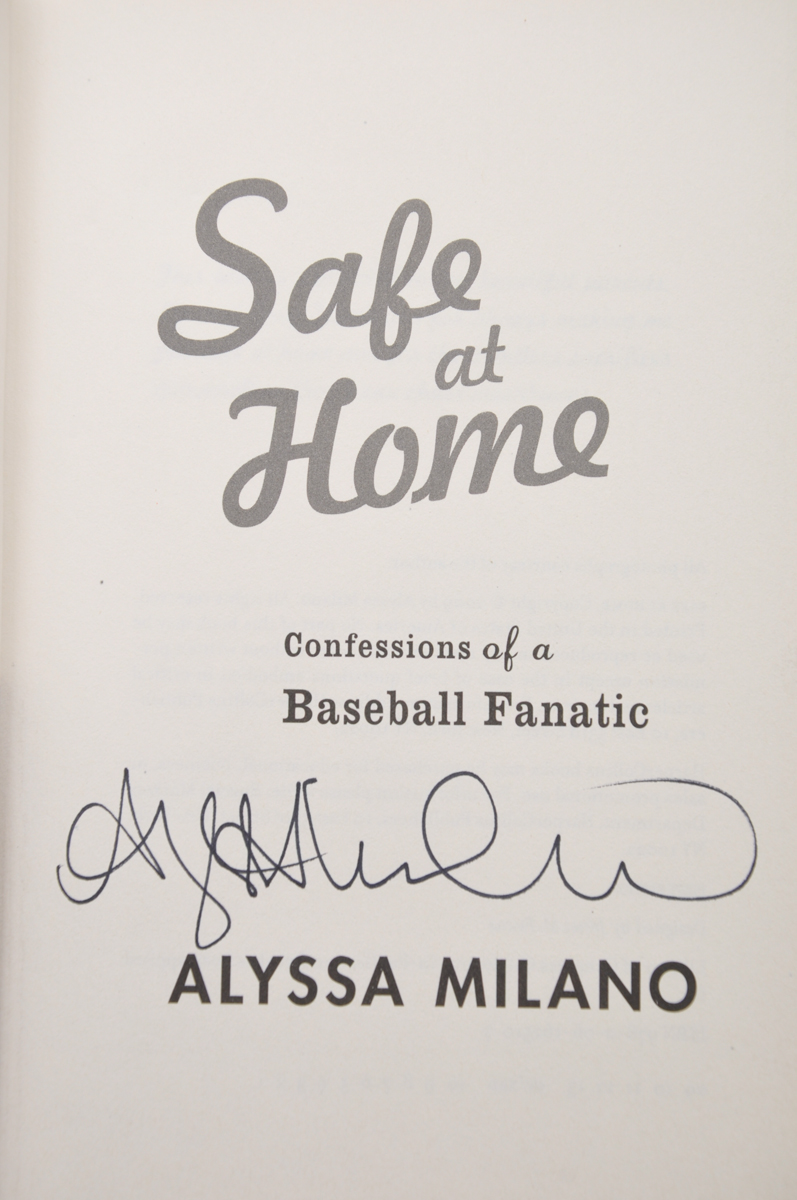 Safe
at
Home
Confessions of a
Baseball Fanatic
ALYSSA MILANO